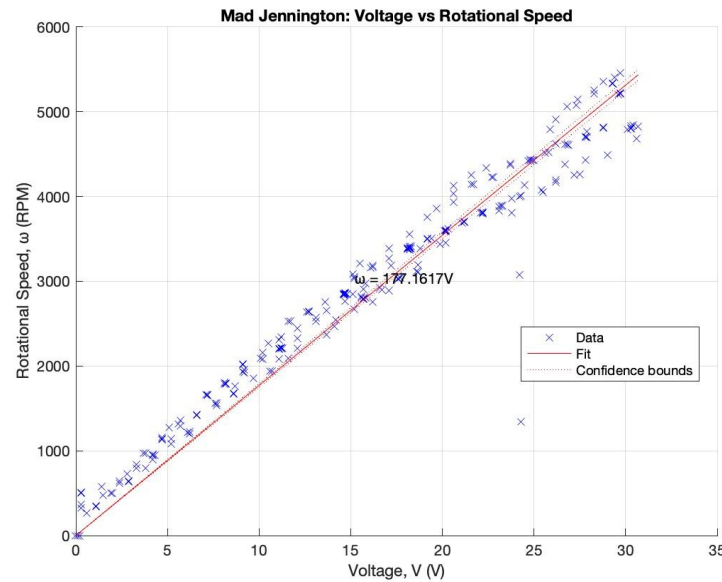 Mad Jennington: Voltage vs Rotational Speed
6000
5000
4000
3000
2000
1000
0
Rotational Speed, ω (RPM)
ω = 177.1617V
Data
Fit
Confidence bounds
0 5 10 15 20 25 30 35
Voltage, V (V)